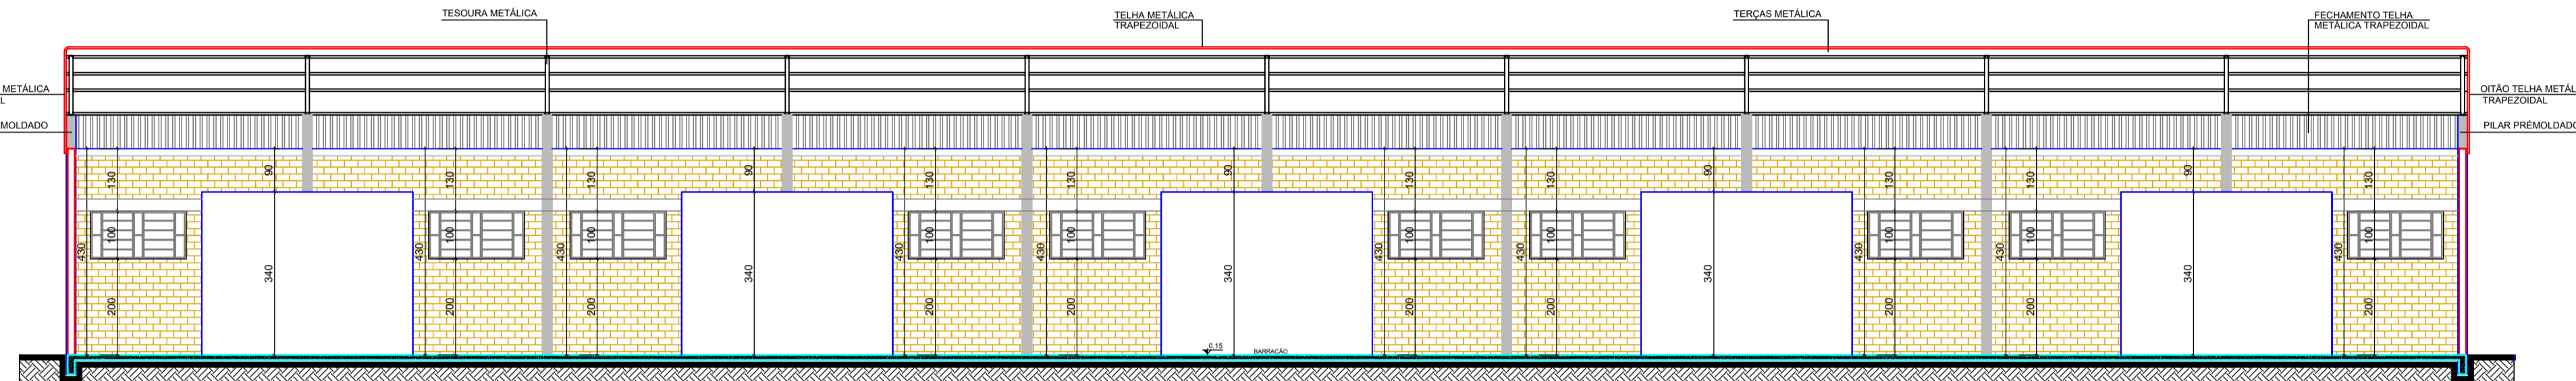 TESOURA METÁLICA
TELHA METÁLICA
TRAPEZOIDAL
TERÇAS METÁLICA
FECHAMENTO TELHA
METÁLICA TRAPEZOIDAL
METÁLICA
L
MOLDADO
OITÃO TELHA METÁL
TRAPEZOIDAL
PILAR PRÉMOLDADO
130 90 130 130 90 130 130 90 130 130 90 130 130 90 130
430 100 430 100 430 100 430 100 430 100 430 100 430 100 430 100 430 100 430 100
340 340 340 340 340
200 200 200 200 200 200 200 200 200 200
0,15
BARRACÃO